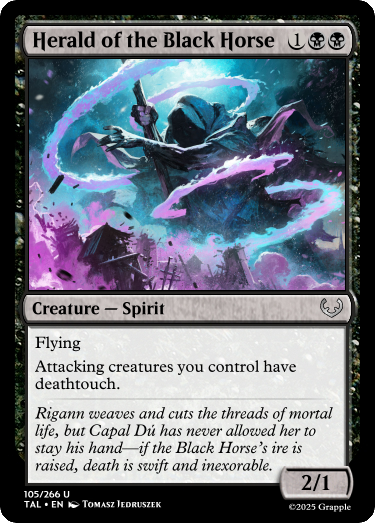 Herald of the Black Horse 1
Creature — Spirit
Flying
Attacking creatures you control have
deathtouch.
Rigann weaves and cuts the threads of mortal
life, but Capal Dú has never allowed her to
stay his hand—if the Black Horse's ire is
raised, death is swift and inexorable.
2/1
105/266 U
TAL • EN Tomasz Jedruszek
©2025 Grapple